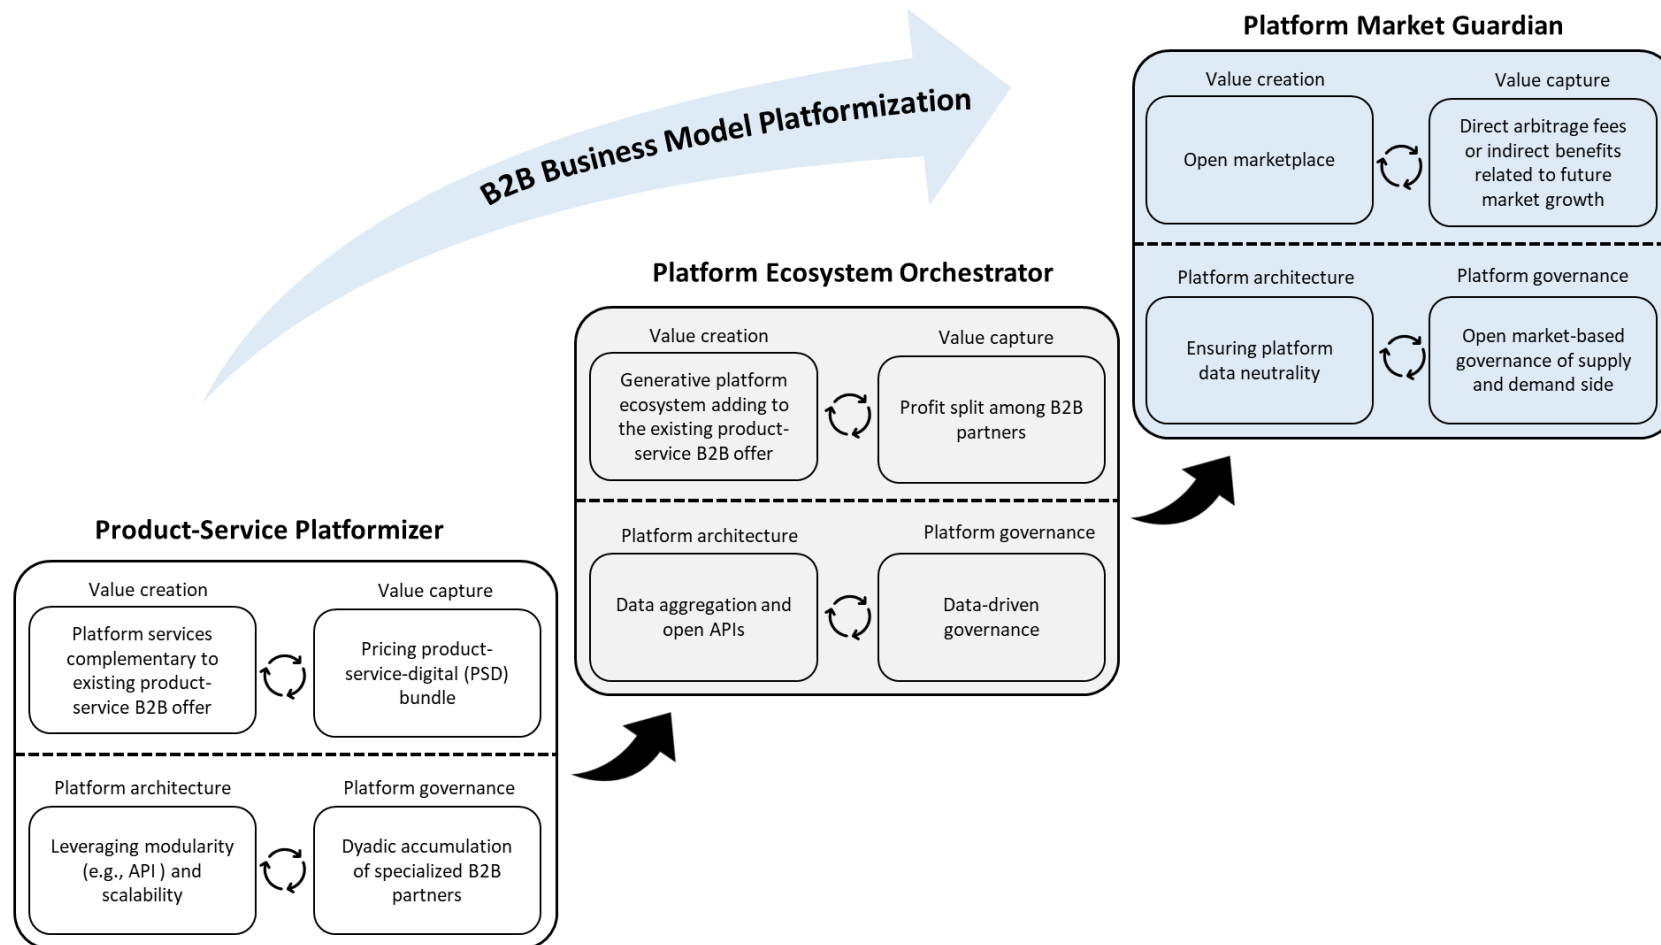 Platform Market Guardian
Value creation
Value capture
Open marketplace
Direct arbitrage fees
or indirect benefits
related to future
market growth
Platform architecture
Platform governance
Ensuring platform
data neutrality
Open market-based
governance of supply
and demand side
B2B Business Model Platformization
Platform Ecosystem Orchestrator
Value creation
Value capture
Generative platform
ecosystem adding to
the existing product-
service B2B offer
Profit split among B2B
partners
Platform architecture
Platform governance
Data aggregation and
open APIs
Data-driven
governance
Product-Service Platformizer
Value creation
Value capture
Platform services
complementary to
existing product-
service B2B offer
Pricing product-
service-digital (PSD)
bundle
Platform architecture
Platform governance
Leveraging modularity
(e.g., API ) and
scalability
Dyadic accumulation
of specialized B2B
partners